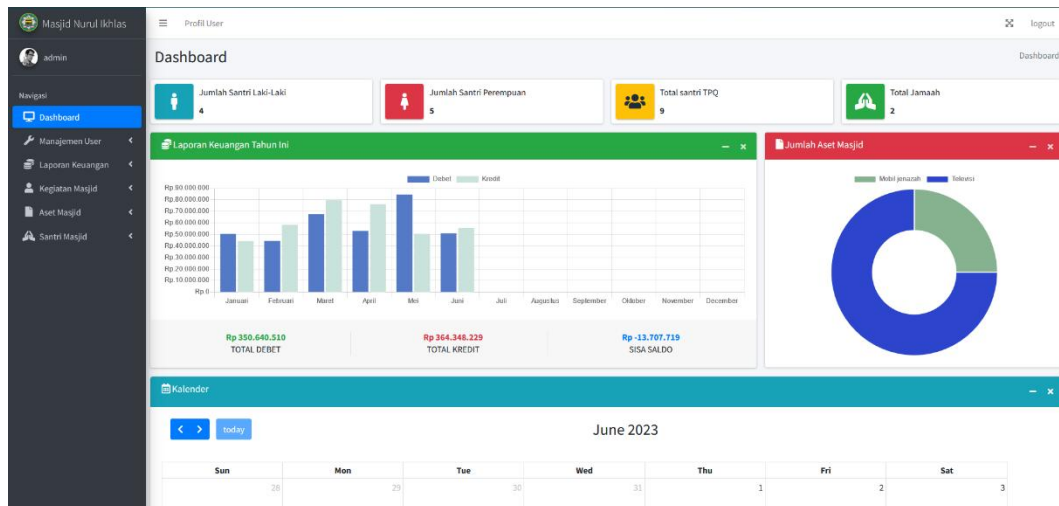 Masjid Nurul Ikhlas
Profil User
logout
admin
Dashboard
Dashboard
Navigasi
Dashboard
Manajemen User
Laporan Keuangan
Kegiatan Masjid
Aset Masjid
Santri Masjid
Jumlah Santri Laki-Laki
4
Jumlah Santri Perempuan
5
Total santri TPQ
9
Total Jamaah
2
Laporan Keuangan Tahun Ini
Debet Kredit
Rp.90.000.000
Rp.80.000.000
Rp.70.000.000
Rp.60.000.000
Rp.50.000.000
Rp.40.000.000
Rp.30.000.000
Rp.20.000.000
Rp.10.000.000
Rp.0
Januari Februari Maret April Mei Juni Juli Augustus September Oktober November December
Rp 350.640.510
TOTAL DEBET
Rp 364.348.229
TOTAL KREDIT
Rp -13.707.719
SISA SALDO
Jumlah Aset Masjid
Mobil jenazah Televisi
Kalender
today
June 2023
Sun Mon Tue Wed Thu Fri Sat
28 29 30 31 1 2 3